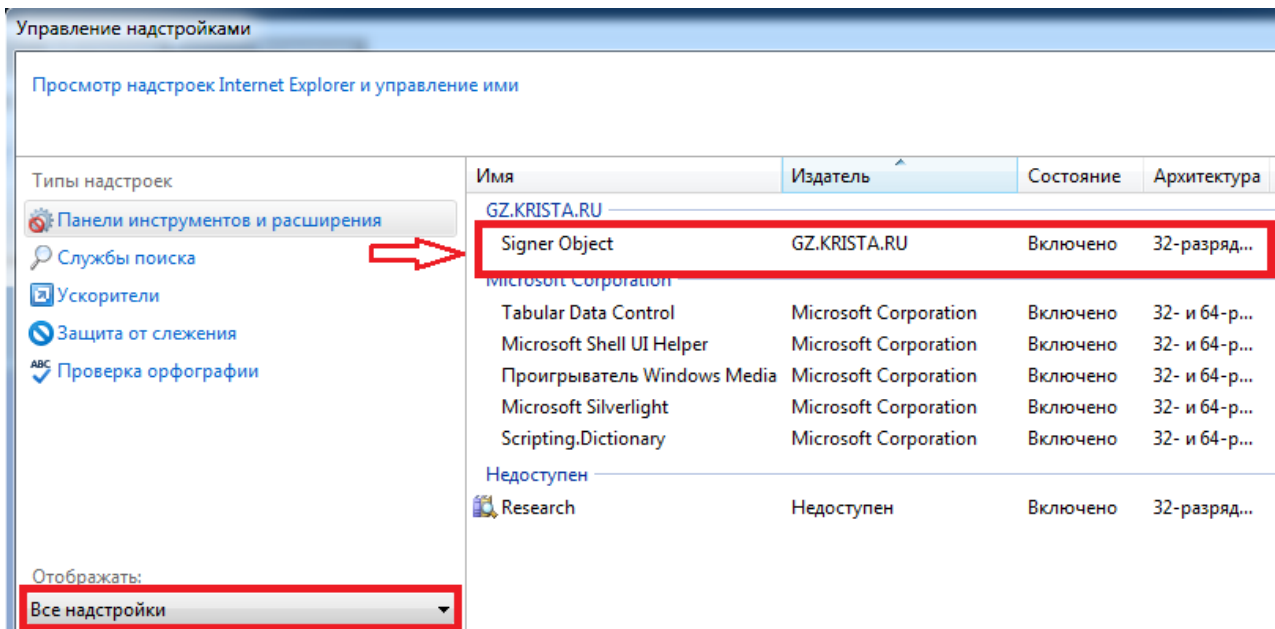 Управление надстройками
Просмотр надстроек Internet Explorer и управление ими
Типы надстроек
Панели инструментов и расширения
Службы поиска
Ускорители
Защита от слежения
ABC Проверка орфографии
Отображать:
Все надстройки
Имя Издатель Состояние Архитектура
GZ.KRISTA.RU
Signer Object GZ.KRISTA.RU Включено 32-разряд...
Microsoft Corporation
Tabular Data Control Microsoft Corporation Включено 32- и 64-р...
Microsoft Shell UI Helper Microsoft Corporation Включено 32- и 64-р...
Проигрыватель Windows Media Microsoft Corporation Включено 32- и 64-р...
Microsoft Silverlight Microsoft Corporation Включено 32- и 64-р...
Scripting.Dictionary Microsoft Corporation Включено 32- и 64-р...
Недоступен
Research Недоступен Включено 32-разряд...